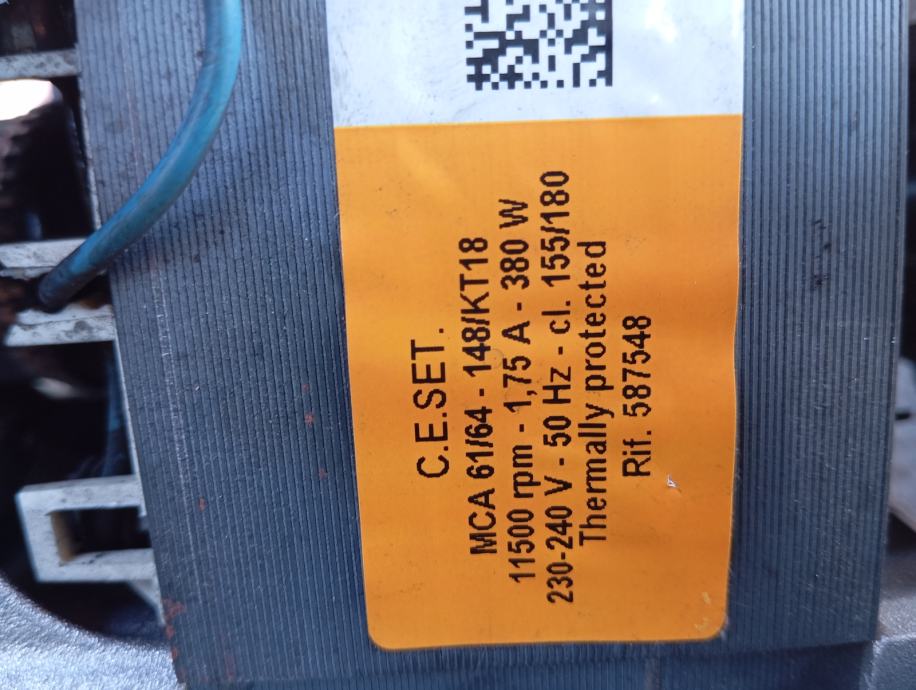 C.E.SET.
MCA 61/64 - 148/KT18
11500 rpm - 1,75 A - 380 W
230-240 V - 50 Hz - cl. 155/180
Thermally protected
Rif. 587548